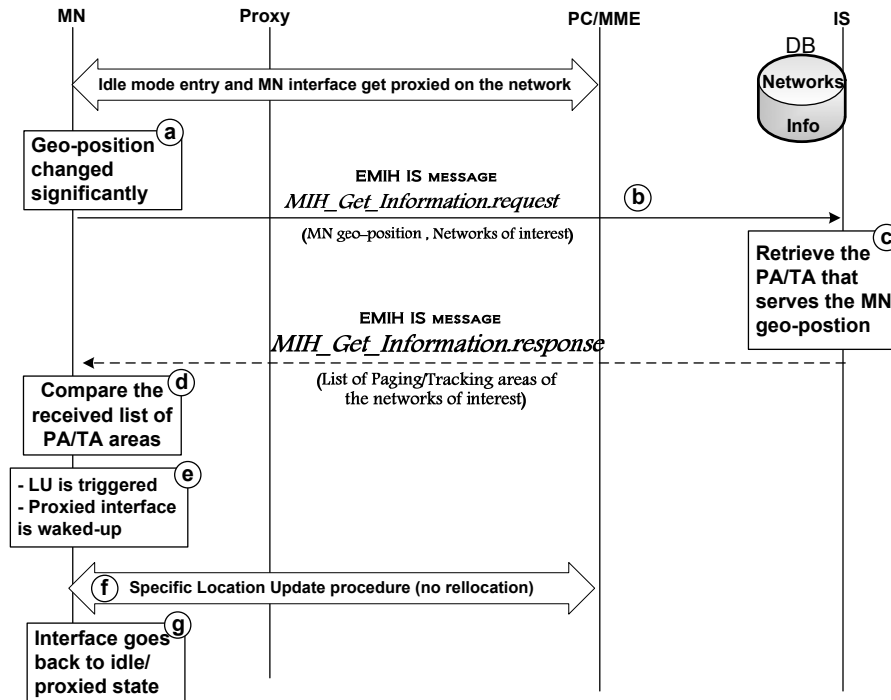 MN
Proxy
PC/MME
IS
DB
Networks
Info
Idle mode entry and MN interface get proxied on the network
a
Geo-position
changed
significantly
EMIH IS MESSAGE
MIH_Get_Information.request
b
(MN geo-position , Networks of interest)
c
Retrieve the
PA/TA that
serves the MN
geo-postion
EMIH IS MESSAGE
MIH_Get_Information.response
(List of Paging/Tracking areas of
the networks of interest)
d
Compare the
received list of
PA/TA areas
e
- LU is triggered
- Proxied interface
is waked-up
f
Specific Location Update procedure (no rellocation)
g
Interface goes
back to idle/
proxied state